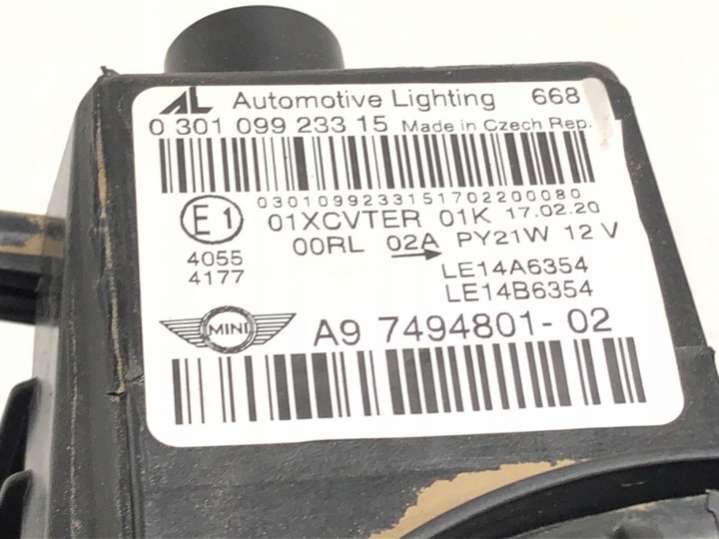 AL Automotive Lighting 668
0 301 099 233 15 Made in Czech Rep.
0301099233151702200080
E1 01XCVTER 01K 17.02.20
00RL 02A PY21W 12 V
4055
4177
LE14A6354
LE14B6354
MINI A9 7494801-02